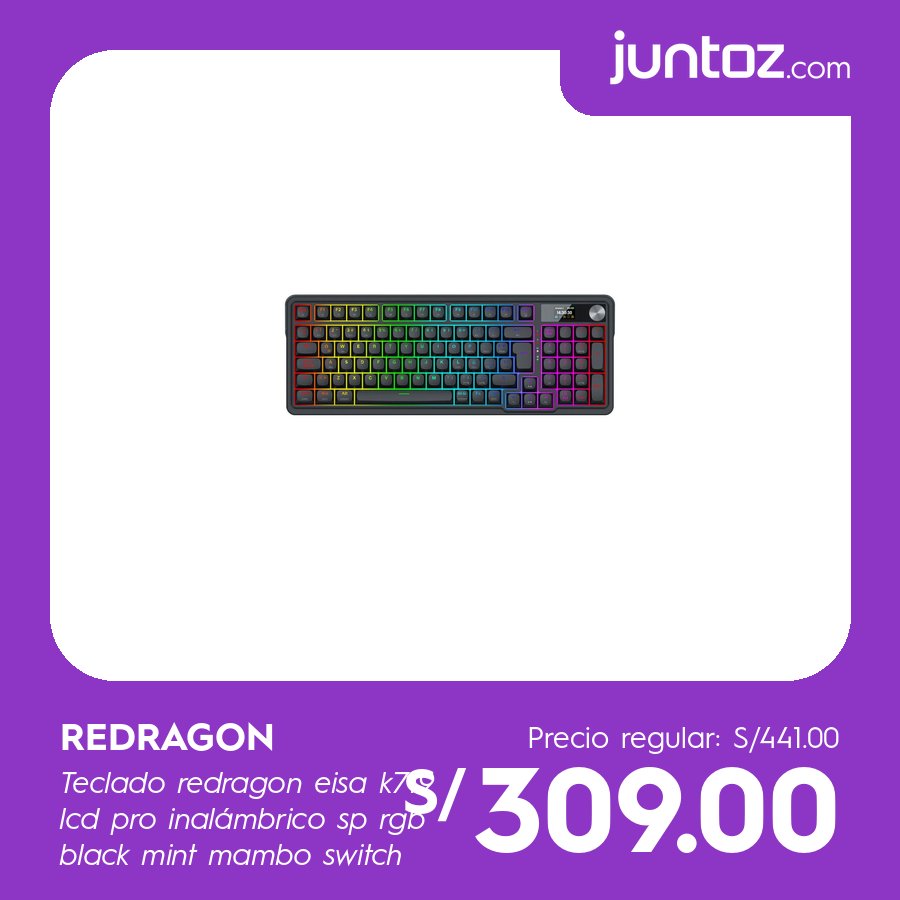 juntoz.com
REDRAGON
Teclado redragon eisa
lcd pro inalámbrico sp rgb
black mint mambo switch
Precio regular: S/441.00
S/309.00